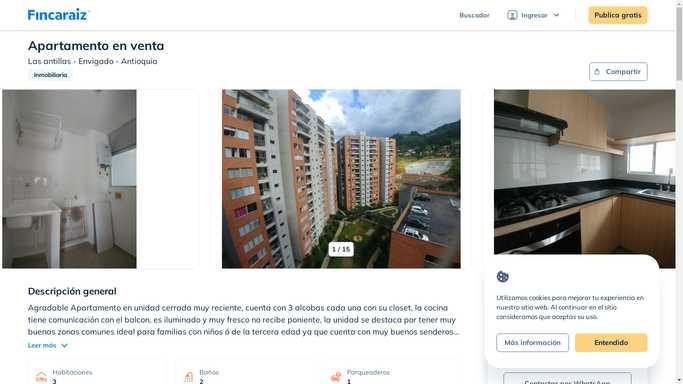 Fincaraiz
Buscador
Ingresar
Publica gratis
Apartamento en venta
Las antillas - Envigado - Antioquia
Inmobiliaria
Compartir
1 / 15
Descripción general
Agradable Apartamento en unidad cerrada muy reciente, cuenta con 3 alcobas cada una con su closet, la cocina
tiene comunicación con el balcon, es iluminado y muy fresco no recibe poniente, la unidad se destaca por tener muy
buenas zonas comunes ideal para familias con niños ó de la tercera edad ya que cuenta con muy buenos senderos...
Leer más
Habitaciones
3
Baños
2
Parqueaderos
1
Utilizamos cookies para mejorar tu experiencia en
nuestro sitio web. Al continuar en el sitio
consideramos que aceptas su uso.
Más información
Entendido
Contactar por WhatsApp